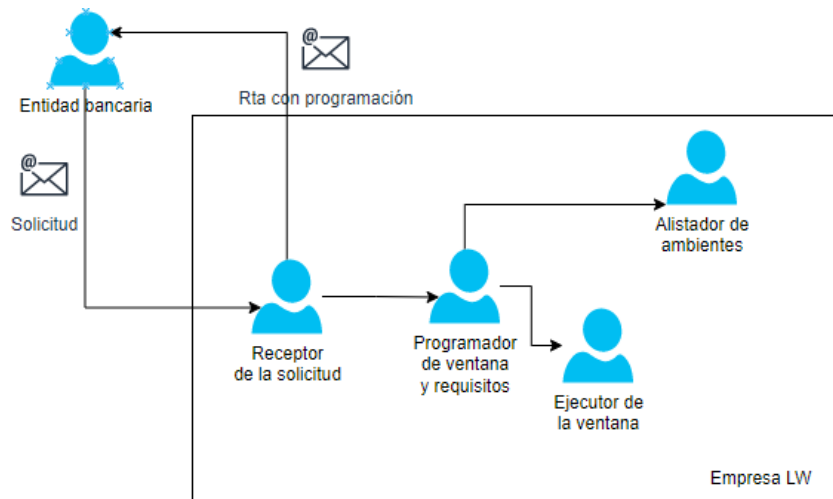 @
Rta con programación
Entidad bancaria
@
Solicitud
Alistador de
ambientes
Receptor
de la solicitud
Programador
de ventana
y requisitos
Ejecutor de
la ventana
Empresa LW